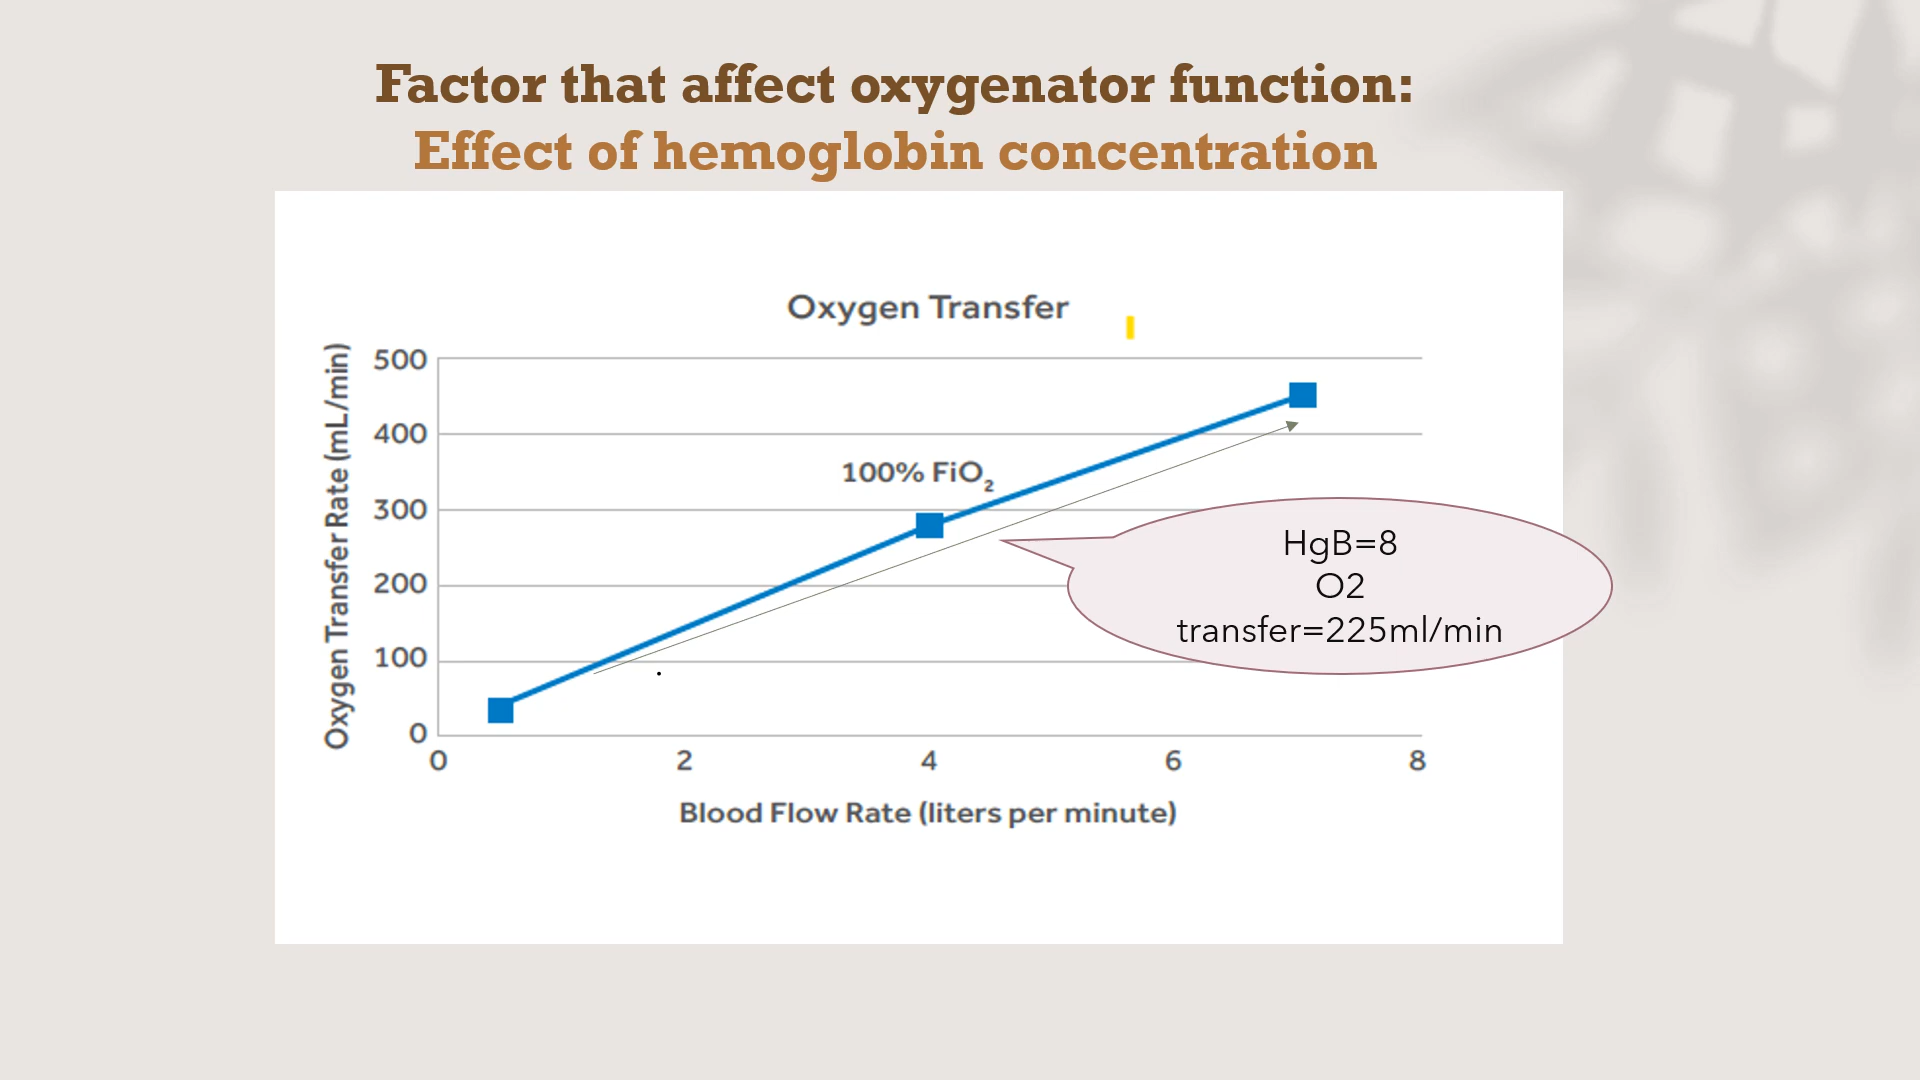 Factor that affect oxygenator function:
Effect of hemoglobin concentration
Oxygen Transfer
Oxygen Transfer Rate (mL/min)
500
400
300
200
100
0
100% FiO₂
HgB=8
O2
transfer=225ml/min
.
0 2 4 6 8
Blood Flow Rate (liters per minute)